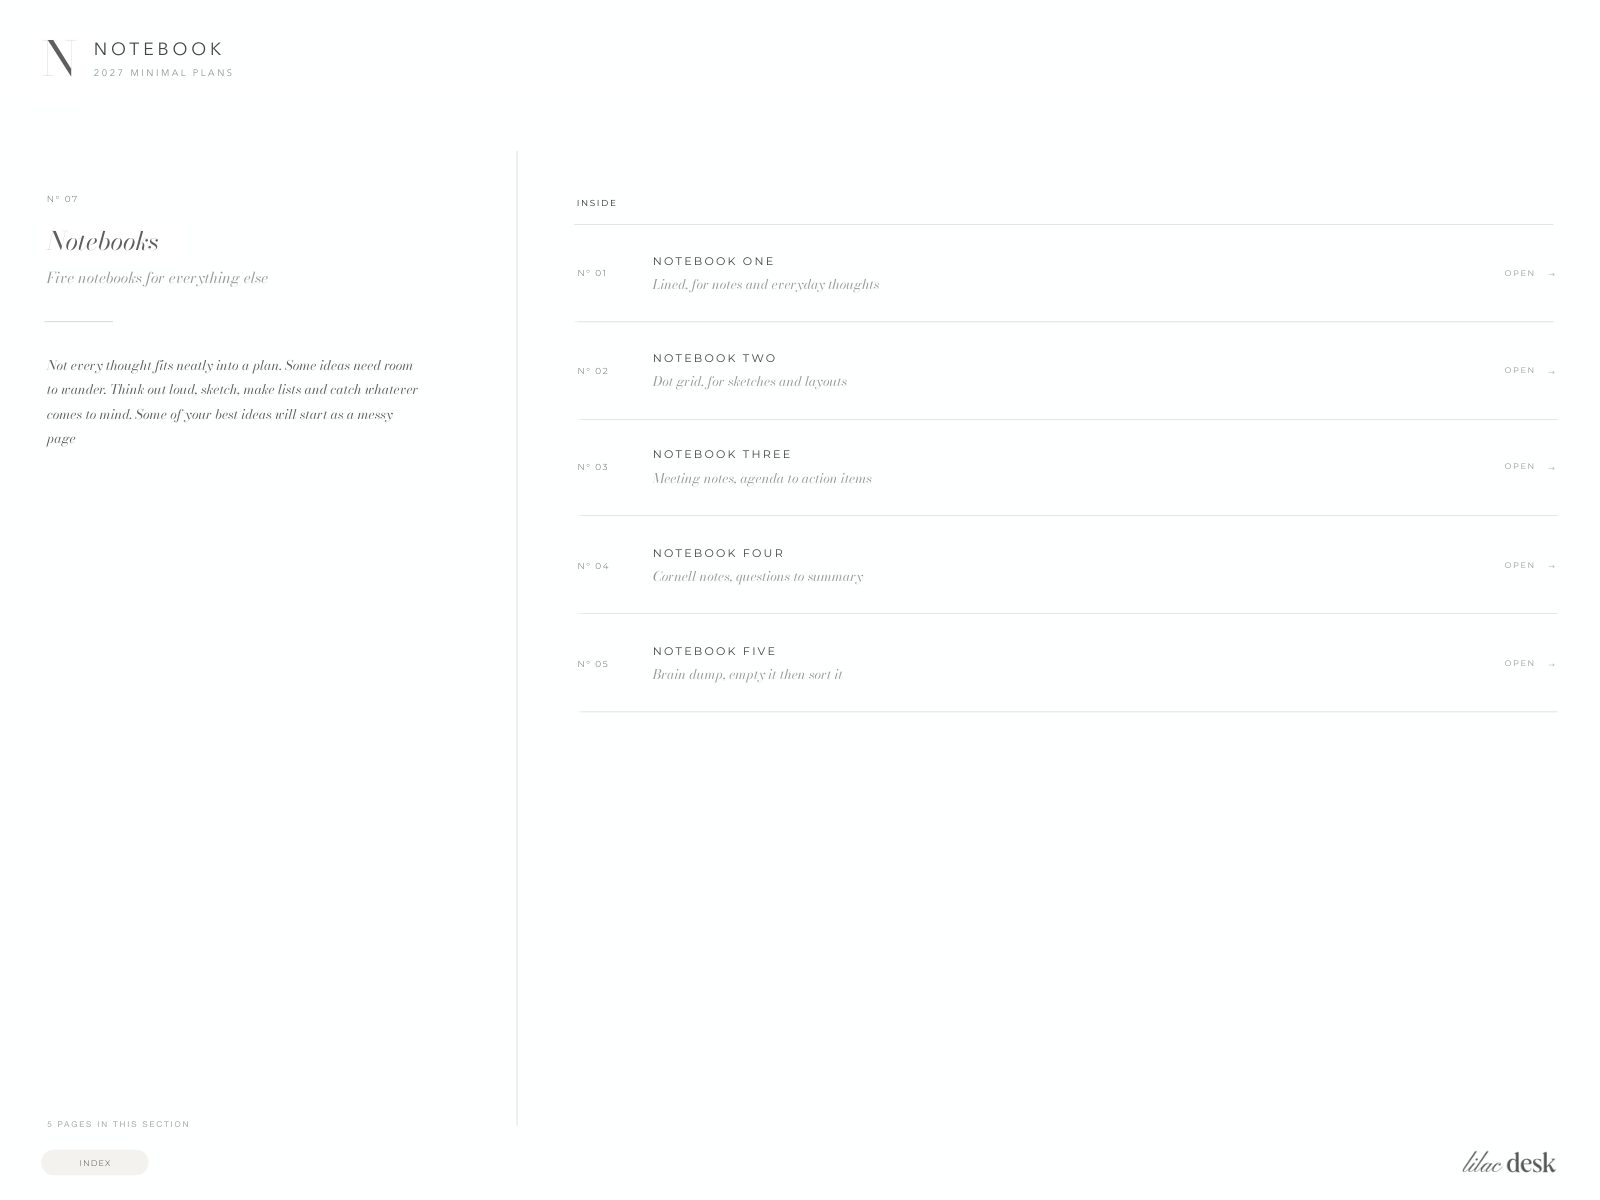 N
NOTEBOOK
2027 MINIMAL PLANS
N° 07
Notebooks
Five notebooks for everything else
Not every thought fits neatly into a plan. Some ideas need room
to wander. Think out loud, sketch, make lists and catch whatever
comes to mind. Some of your best ideas will start as a messy
page
INSIDE
N° 01
NOTEBOOK ONE
Lined, for notes and everyday thoughts
OPEN →
N° 02
NOTEBOOK TWO
Dot grid, for sketches and layouts
OPEN →
N° 03
NOTEBOOK THREE
Meeting notes, agenda to action items
OPEN →
N° 04
NOTEBOOK FOUR
Cornell notes, questions to summary
OPEN →
N° 05
NOTEBOOK FIVE
Brain dump, empty it then sort it
OPEN →
5 PAGES IN THIS SECTION
INDEX
lilac desk